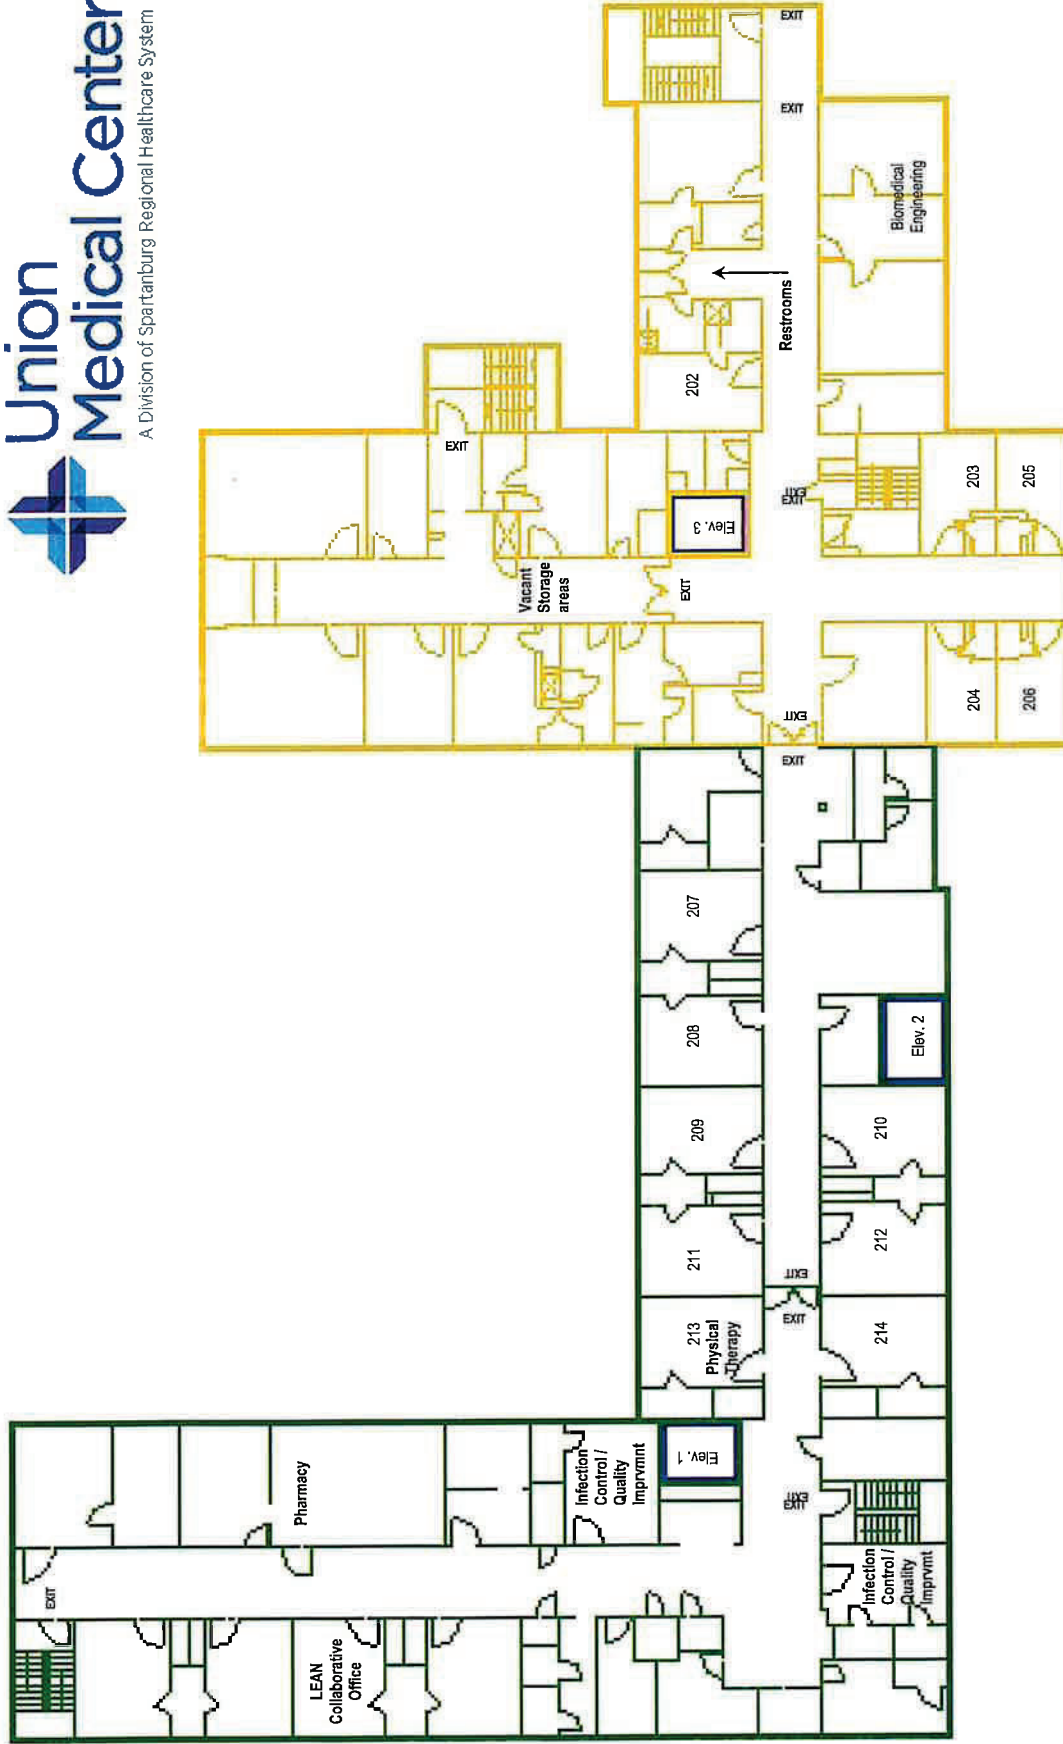 Union
Medical Center
A Division of Spartanburg Regional Healthcare System
EXIT
EXIT
Biomedical
Engineering
Restrooms
202
EXIT
EXIT
EXIT
203
205
Elev. 3
Vacant
Storage
areas
EXIT
204
206
EXIT
EXIT
207
208
Elev. 2
209
210
211
212
EXIT
EXIT
213
Physical
Therapy
214
Elev. 1
Infection
Control /
Quality
Imprvmnt
Pharmacy
EXIT
EXIT
Infection
Control /
Quality
Imprvmt
EXIT
LEAN
Collaborative
Office